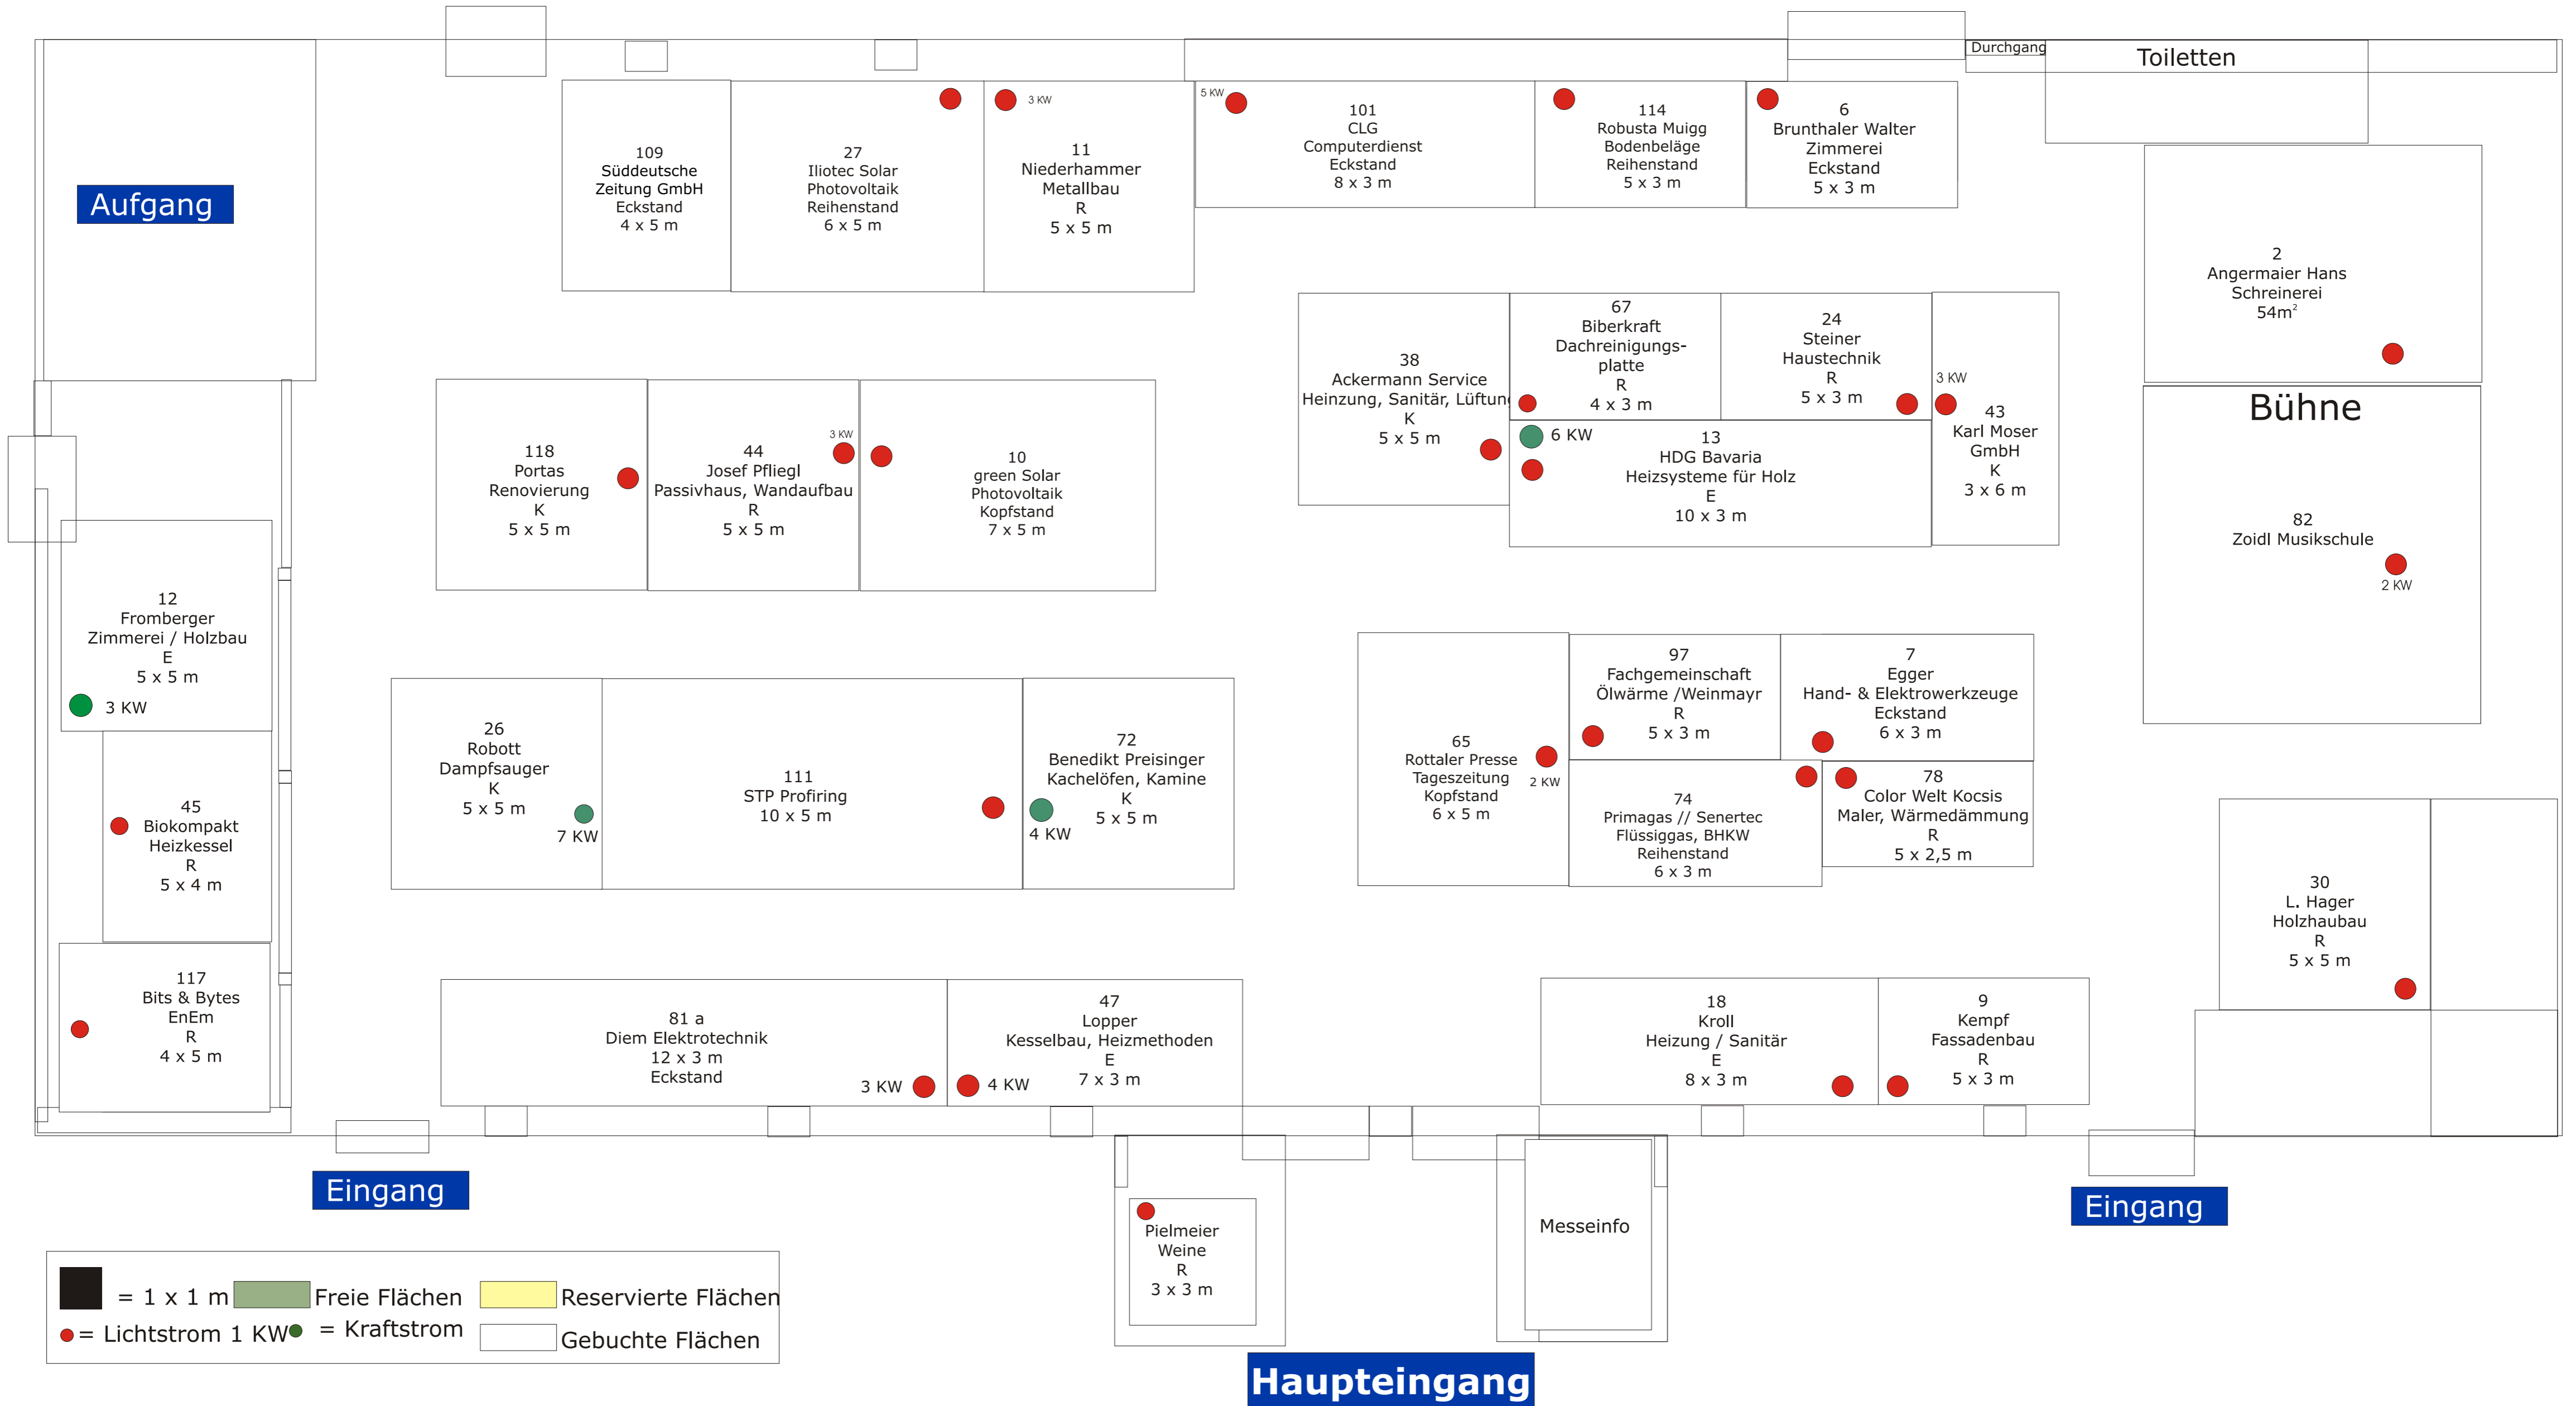 Durchgang
Toiletten
Aufgang
109
Süddeutsche
Zeitung GmbH
Eckstand
4 x 5 m
27
Iliotec Solar
Photovoltaik
Reihenstand
6 x 5 m
3 KW
11
Niederhammer
Metallbau
R
5 x 5 m
5 KW
101
CLG
Computerdienst
Eckstand
8 x 3 m
114
Robusta Muigg
Bodenbeläge
Reihenstand
5 x 3 m
6
Brunthaler Walter
Zimmerei
Eckstand
5 x 3 m
2
Angermaier Hans
Schreinerei
54m²
38
Ackermann Service
Heinzung, Sanitär, Lüftung
K
5 x 5 m
67
Biberkraft
Dachreinigungs-
platte
R
4 x 3 m
24
Steiner
Haustechnik
R
5 x 3 m
3 KW
43
Karl Moser
GmbH
K
3 x 6 m
6 KW
13
HDG Bavaria
Heizsysteme für Holz
E
10 x 3 m
Bühne
82
Zoidl Musikschule
2 KW
118
Portas
Renovierung
K
5 x 5 m
3 KW
44
Josef Pfliegl
Passivhaus, Wandaufbau
R
5 x 5 m
10
green Solar
Photovoltaik
Kopfstand
7 x 5 m
12
Fromberger
Zimmerei / Holzbau
E
5 x 5 m
3 KW
45
Biokompakt
Heizkessel
R
5 x 4 m
117
Bits & Bytes
EnEm
R
4 x 5 m
26
Robott
Dampfsauger
K
5 x 5 m
7 KW
111
STP Profiring
10 x 5 m
72
Benedikt Preisinger
Kachelöfen, Kamine
K
5 x 5 m
4 KW
65
Rottaler Presse
Tageszeitung
Kopfstand
6 x 5 m
2 KW
97
Fachgemeinschaft
Ölwärme /Weinmayr
R
5 x 3 m
7
Egger
Hand- & Elektrowerkzeuge
Eckstand
6 x 3 m
74
Primagas // Senertec
Flüssiggas, BHKW
Reihenstand
6 x 3 m
78
Color Welt Kocsis
Maler, Wärmedämmung
R
5 x 2,5 m
30
L. Hager
Holzhaubau
R
5 x 5 m
81 a
Diem Elektrotechnik
12 x 3 m
Eckstand
3 KW
47
Lopper
Kesselbau, Heizmethoden
E
7 x 3 m
4 KW
18
Kroll
Heizung / Sanitär
E
8 x 3 m
9
Kempf
Fassadenbau
R
5 x 3 m
Eingang
Eingang
Pielmeier
Weine
R
3 x 3 m
Messeinfo
Haupteingang
= 1 x 1 m
Freie Flächen
Reservierte Flächen
= Lichtstrom 1 KW
= Kraftstrom
Gebuchte Flächen